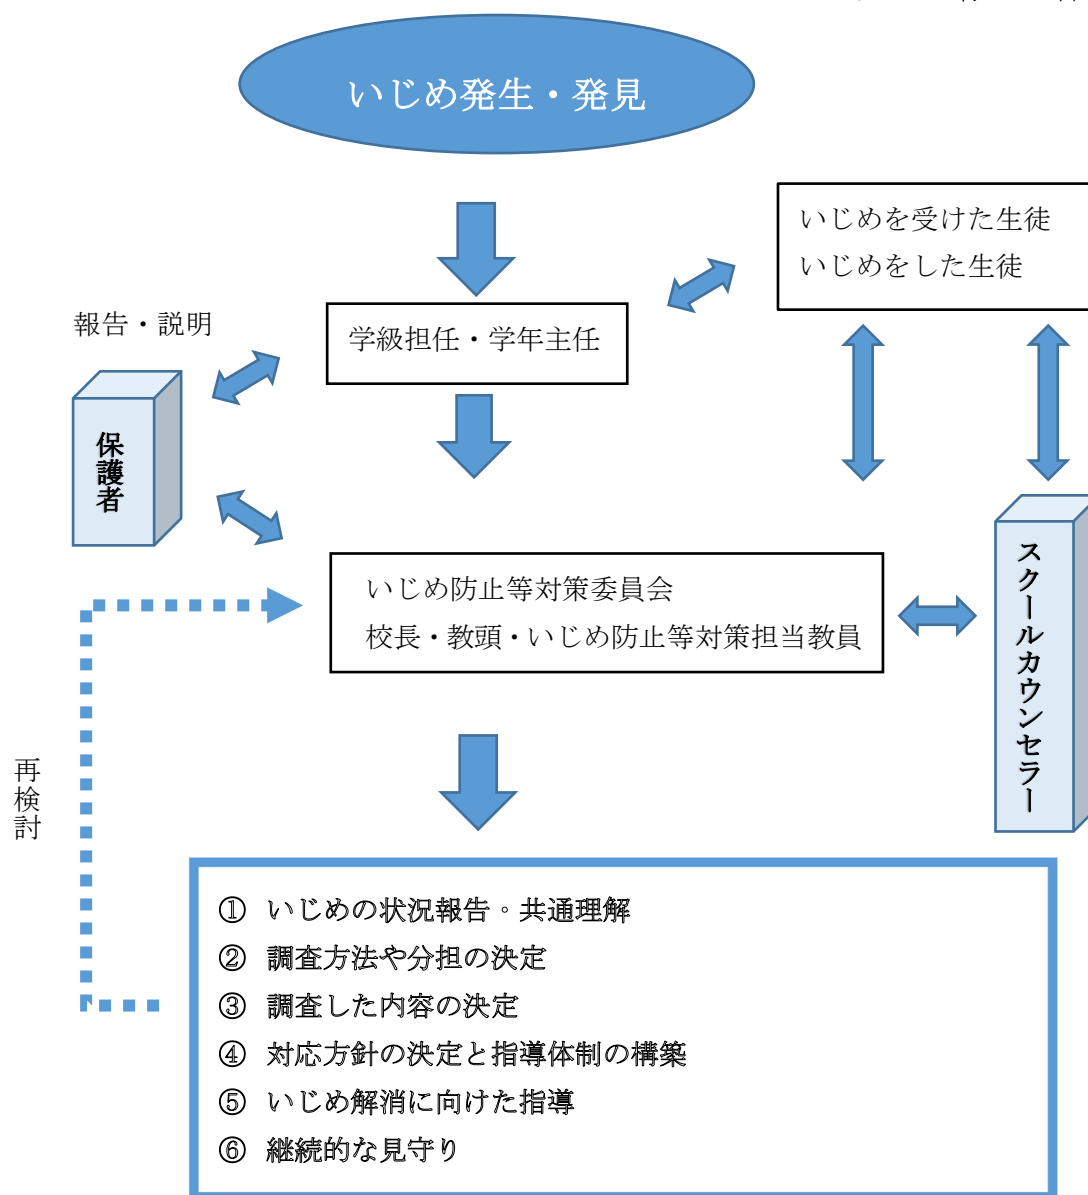 いじめ発生・発見
いじめを受けた生徒
いじめをした生徒
報告・説明
学級担任・学年主任
保護者
いじめ防止等対策委員会
校長・教頭・いじめ防止等対策担当教員
スクールカウンセラー
再検討
① いじめの状況報告。共通理解
② 調査方法や分担の決定
③ 調査した内容の決定
④ 対応方針の決定と指導体制の構築
⑤ いじめ解消に向けた指導
⑥ 継続的な見守り